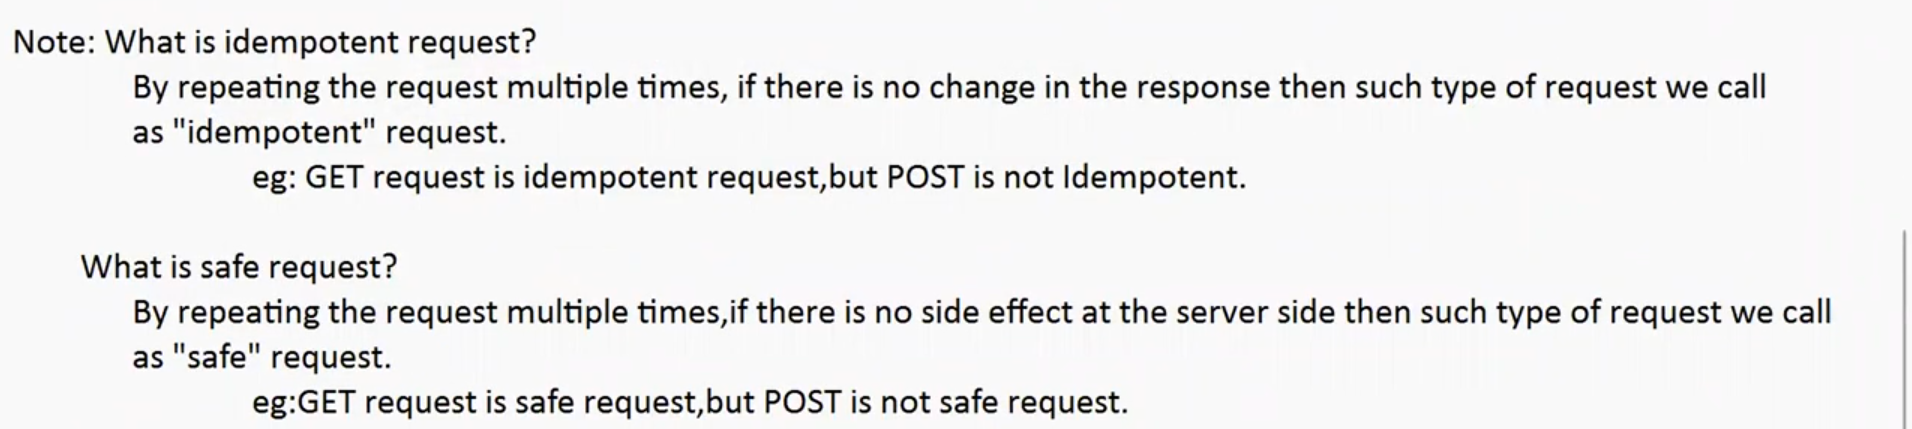 Note: What is idempotent request?
By repeating the request multiple times, if there is no change in the response then such type of request we call
as "idempotent" request.
eg: GET request is idempotent request,but POST is not Idempotent.
What is safe request?
By repeating the request multiple times,if there is no side effect at the server side then such type of request we call
as "safe" request.
eg:GET request is safe request,but POST is not safe request.